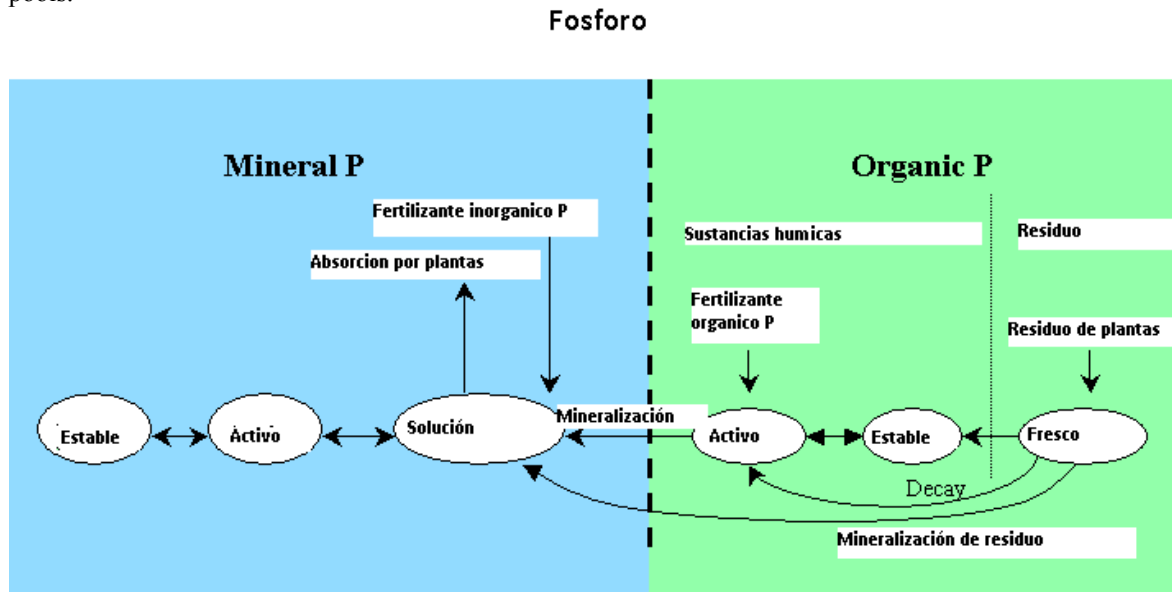 pools.
Fosforo
Mineral P
Organic P
Fertilizante inorganico P
Absorcion por plantas
Sustancias humicas
Residuo
Fertilizante
organico P
Residuo de plantas
Estable
Activo
Solución
Mineralización
Activo
Estable
Fresco
Decay
Mineralización de residuo